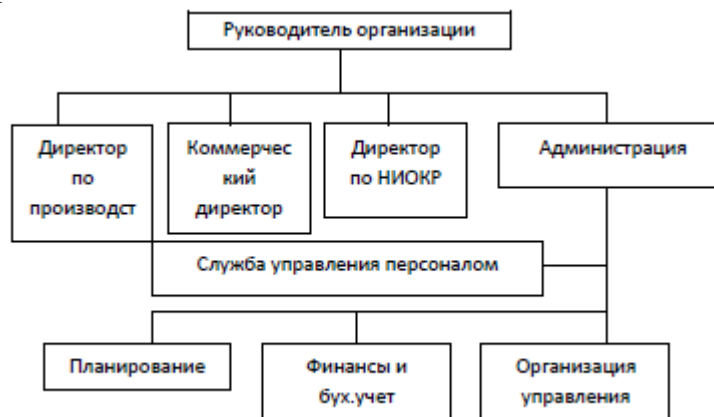 Руководитель организации
Директор
по
производст
Коммерчес
кий
директор
Директор
по НИОКР
Администрация
Служба управления персоналом
Планирование
Финансы и
бух.учет
Организация
управления